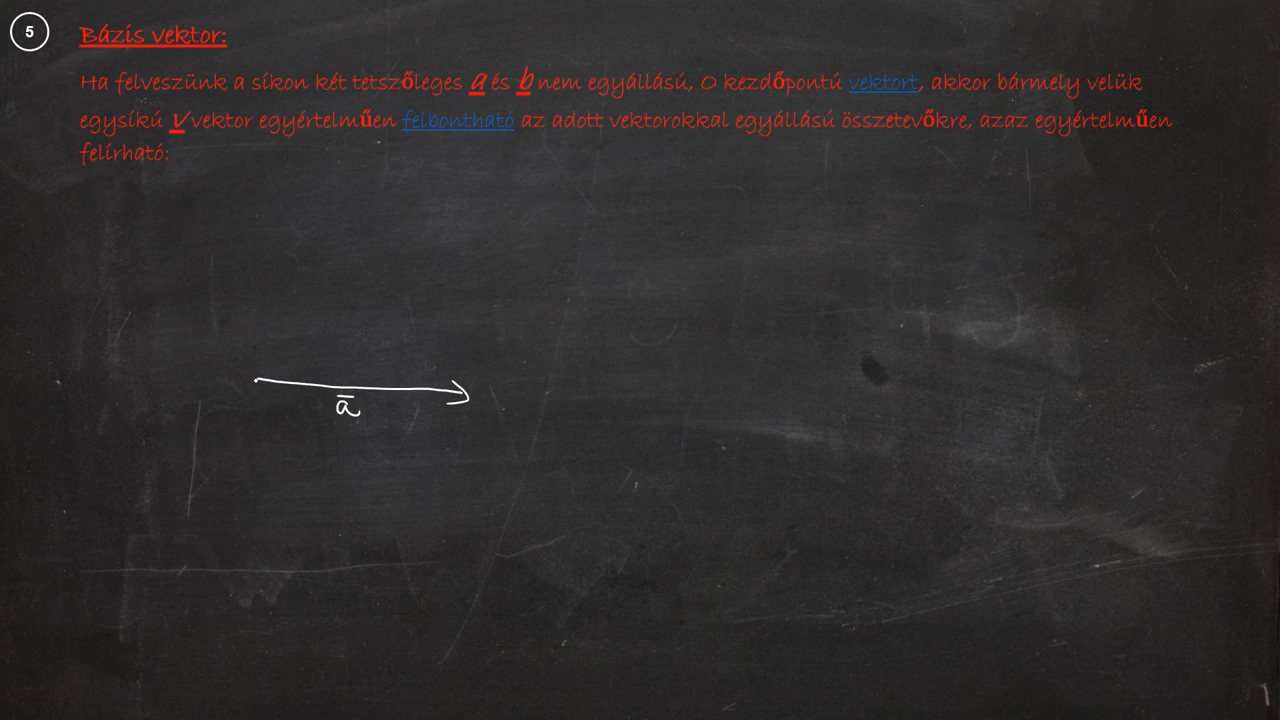 5
Bázis vektor:
Ha felveszünk a síkon két tetszőleges a és b nem egyállású, O kezdőpontú vektort, akkor bármely velük
egysíkú v vektor egyértelműen felbontható az adott vektorokkal egyállású összetevőkre, azaz egyértelműen
felírható:
a̅